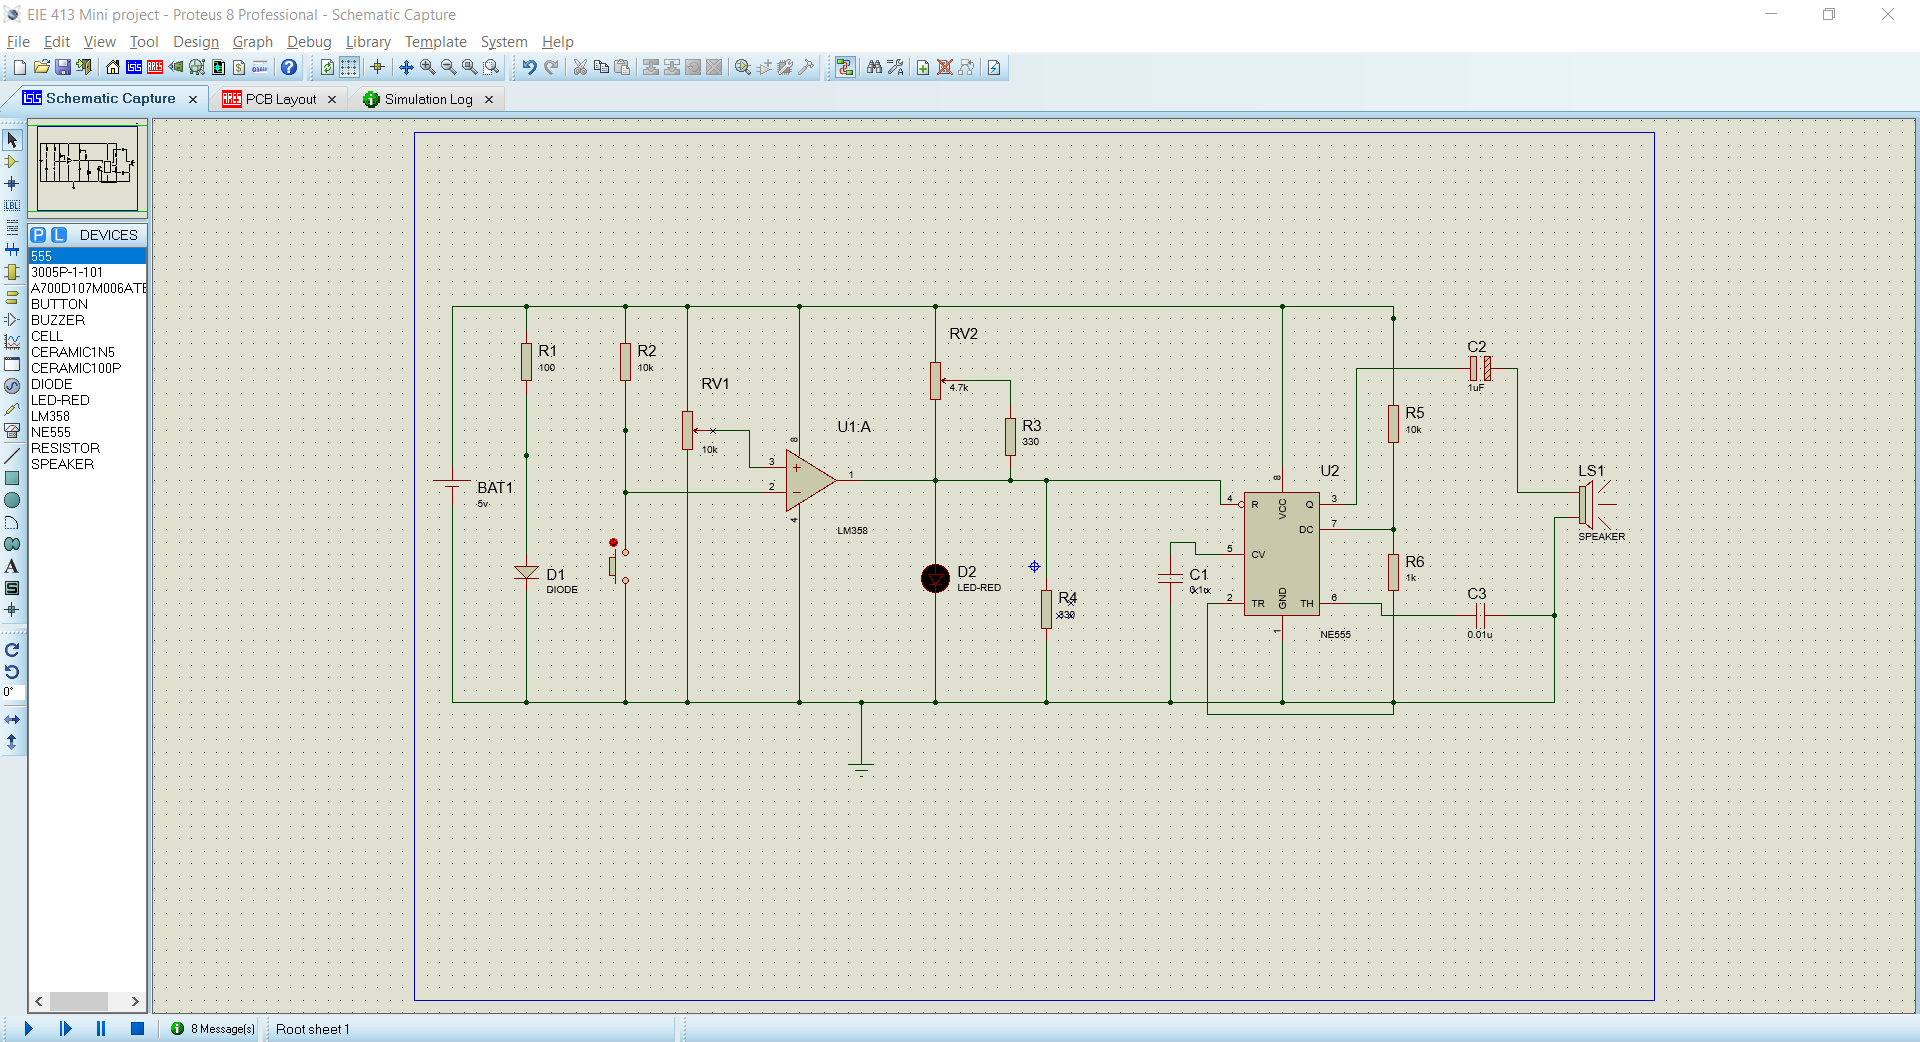 EIE 413 Mini project - Proteus 8 Professional - Schematic Capture
File Edit View Tool Design Graph Debug Library Template System Help
Schematic Capture
PCB Layout
Simulation Log
LBL
P L DEVICES
555
3005P-1-101
A700D107M006ATE
BUTTON
BUZZER
CELL
CERAMIC1N5
CERAMIC100P
DIODE
LED-RED
LM358
NE555
RESISTOR
SPEAKER
A
S
0°
BAT1
5v
R1
100
D1
DIODE
R2
10k
RV1
10k
U1:A
8
3
2
1
4
LM358
RV2
4.7k
R3
330
D2
LED-RED
R4
330
C1
0.1u
U2
8
4
R
VCC
Q
3
DC
7
5
CV
2
TR
GND
TH
6
1
NE555
R5
10k
R6
1k
C2
1uF
C3
0.01u
LS1
SPEAKER
8 Message(s)
Root sheet 1